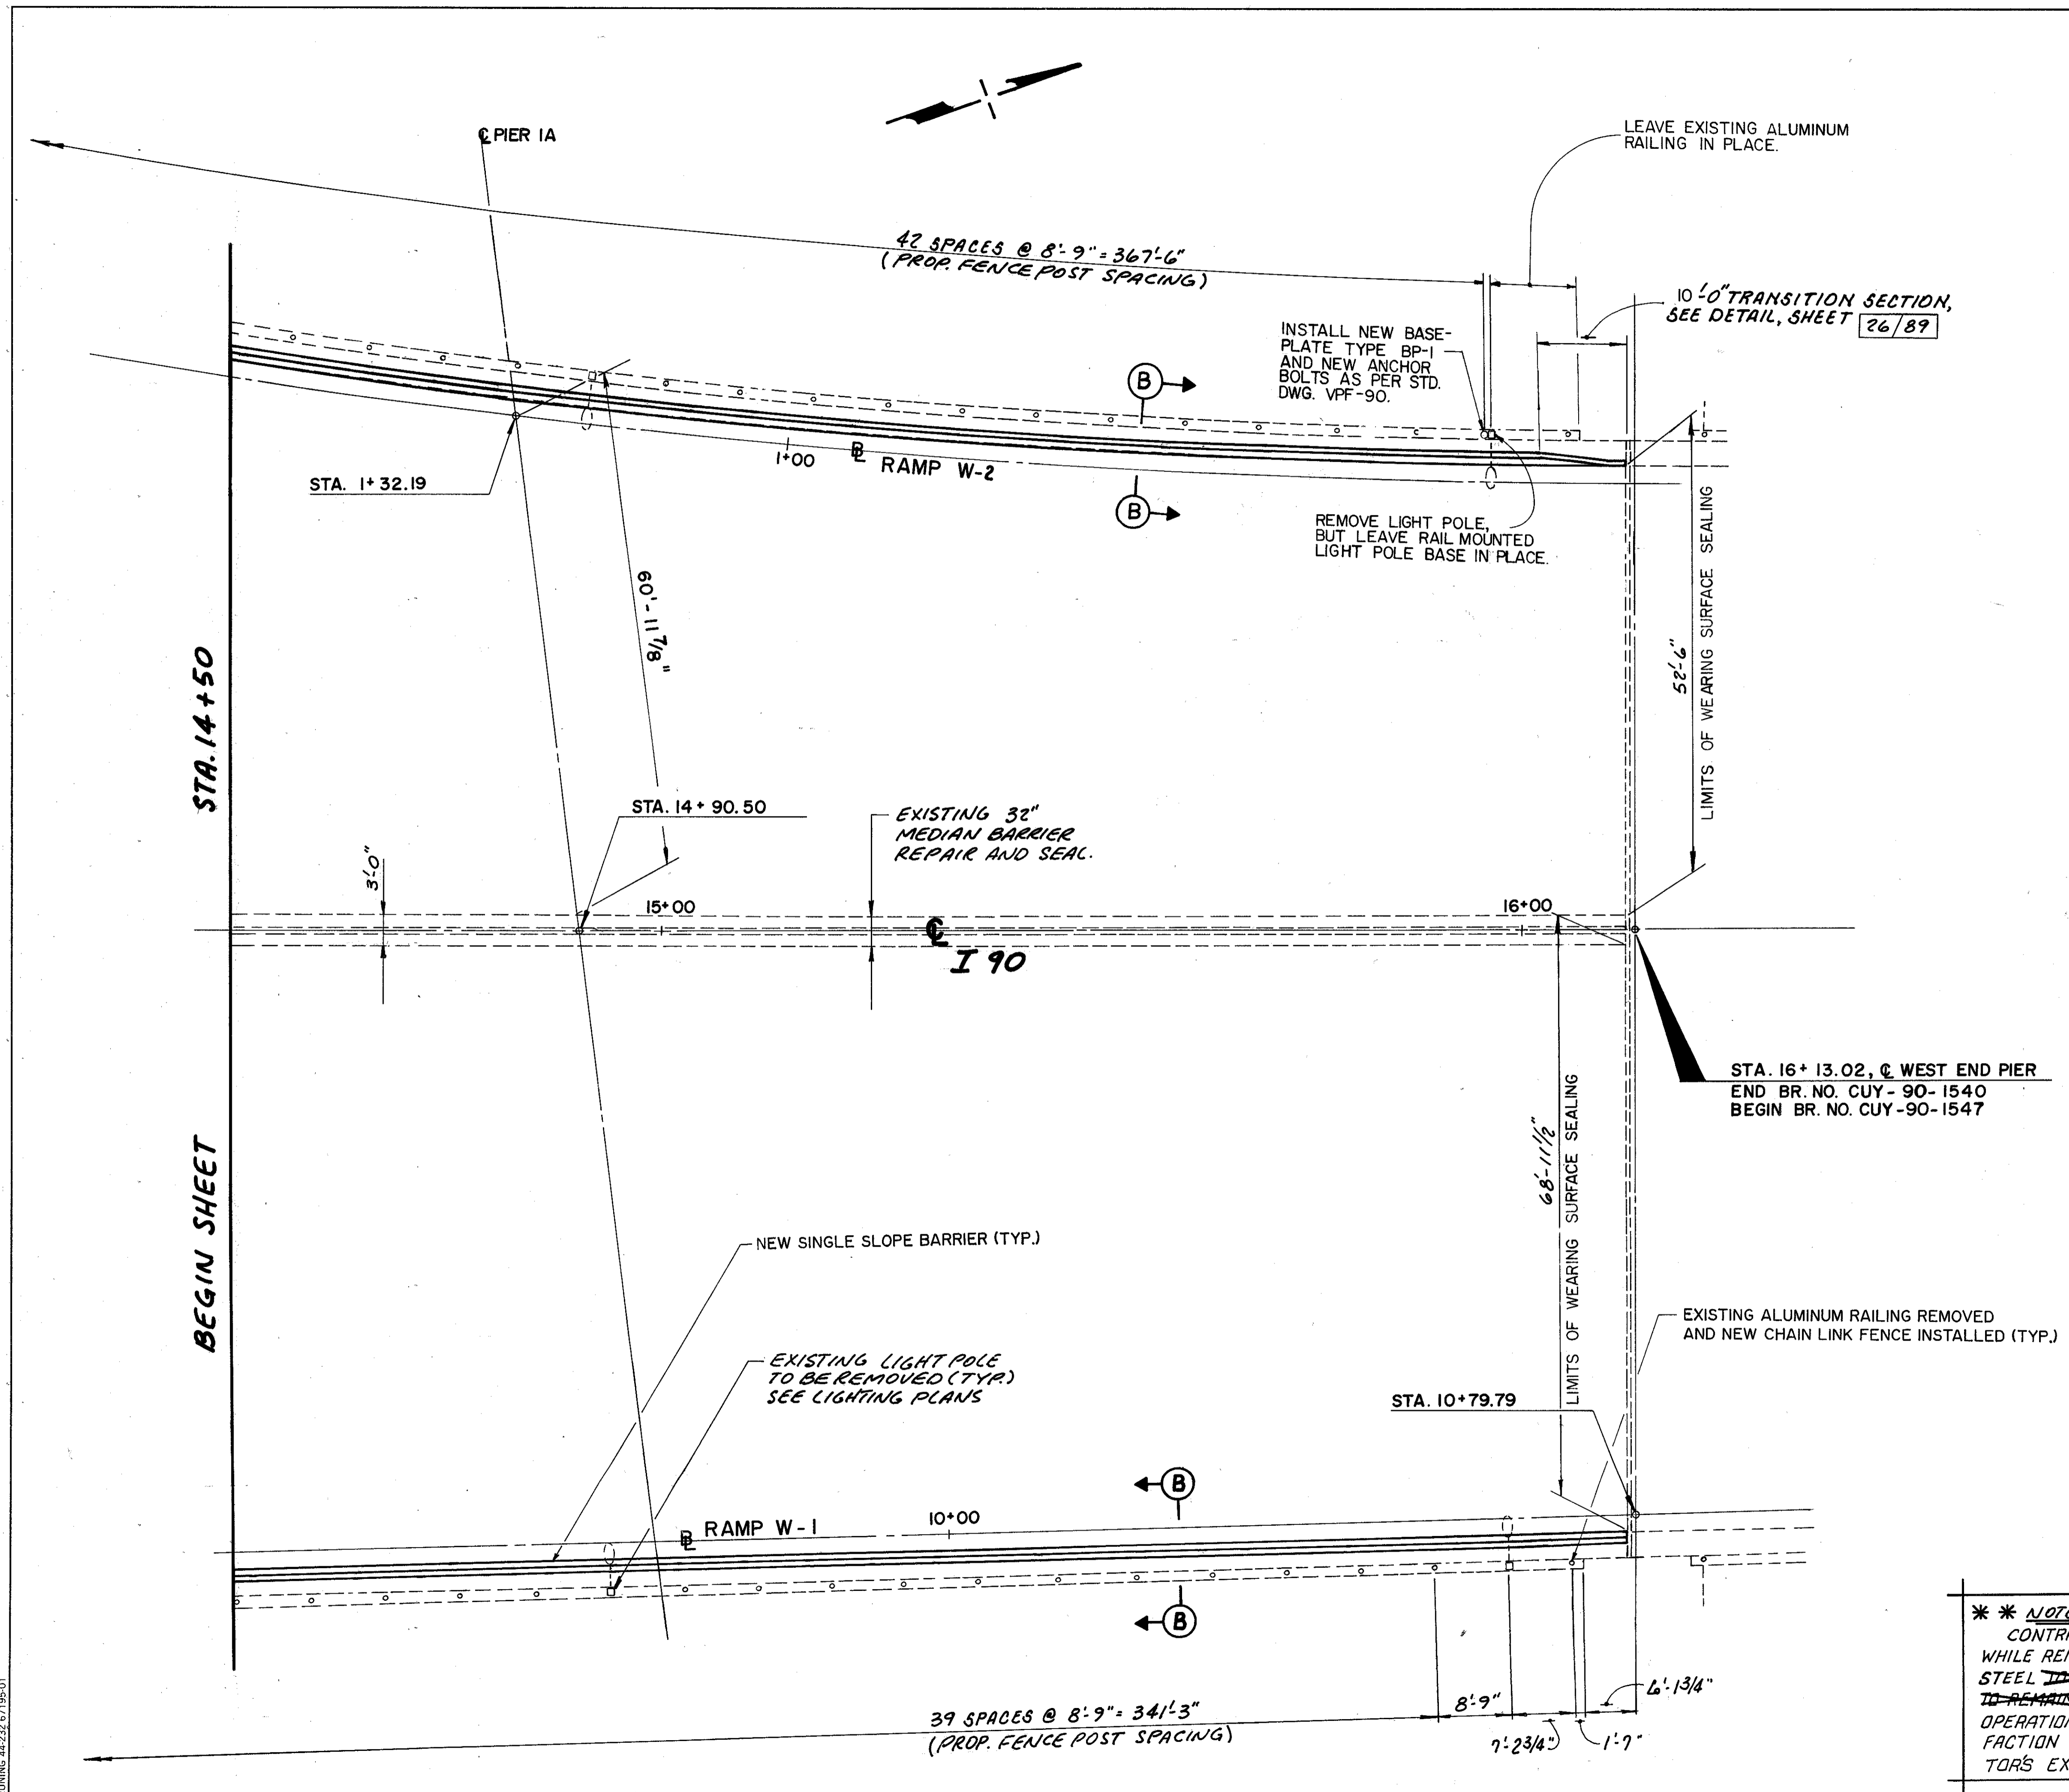 ℄ PIER 1A
LEAVE EXISTING ALUMINUM
RAILING IN PLACE.
42 SPACES @ 8'-9" = 367'-6"
(PROP. FENCE POST SPACING)
10'-0" TRANSITION SECTION,
SEE DETAIL, SHEET 26/89
INSTALL NEW BASE-
PLATE TYPE BP-1
AND NEW ANCHOR
BOLTS AS PER STD.
DWG. VPF-90.
B
1+00
RAMP W-2
STA. 1+32.19
B
REMOVE LIGHT POLE,
BUT LEAVE RAIL MOUNTED
LIGHT POLE BASE IN PLACE.
60'-11 7/8"
52'-6"
LIMITS OF WEARING SURFACE SEALING
STA. 14+50
STA. 14+90.50
EXISTING 32"
MEDIAN BARRIER
REPAIR AND SEAL.
3'-0"
15+00
16+00
℄
I 90
STA. 16+13.02, ℄ WEST END PIER
END BR. NO. CUY-90-1540
BEGIN BR. NO. CUY-90-1547
68'-11 1/2"
LIMITS OF WEARING SURFACE SEALING
BEGIN SHEET
NEW SINGLE SLOPE BARRIER (TYP.)
EXISTING ALUMINUM RAILING REMOVED
AND NEW CHAIN LINK FENCE INSTALLED (TYP.)
EXISTING LIGHT POLE
TO BE REMOVED (TYP.)
SEE LIGHTING PLANS
STA. 10+79.79
B
RAMP W-1
10+00
B
39 SPACES @ 8'-9" = 341'-3"
(PROP. FENCE POST SPACING)
8'-9"
7'-2 3/4"
1'-7"
6'-1 3/4"
* * NOTE
CONTR
WHILE REM
STEEL
TO REMAIN
OPERATION
FACTION
TOR'S EX